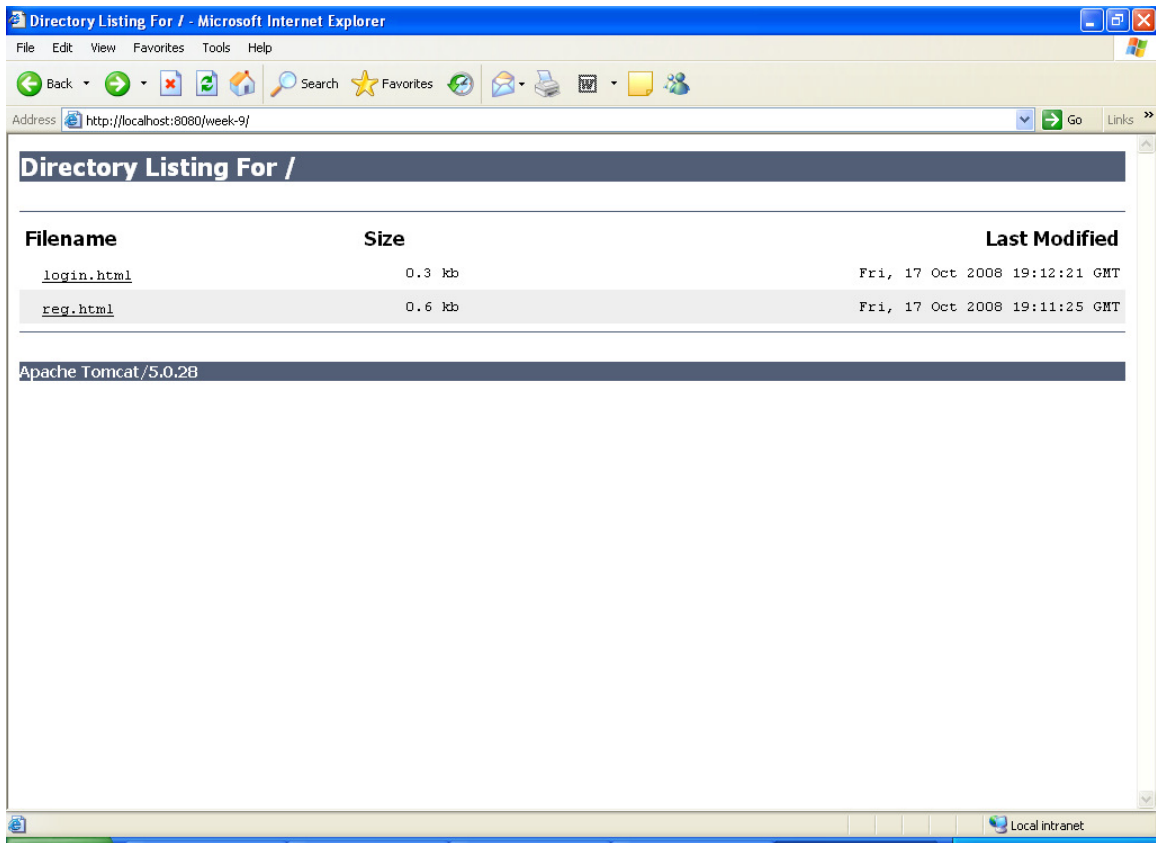 Directory Listing For / - Microsoft Internet Explorer
File Edit View Favorites Tools Help
Back Search Favorites
Address http://localhost:8080/week-9/ Go Links »
Directory Listing For /
Filename Size Last Modified
login.html 0.3 kb Fri, 17 Oct 2008 19:12:21 GMT
reg.html 0.6 kb Fri, 17 Oct 2008 19:11:25 GMT
Apache Tomcat/5.0.28
Local intranet